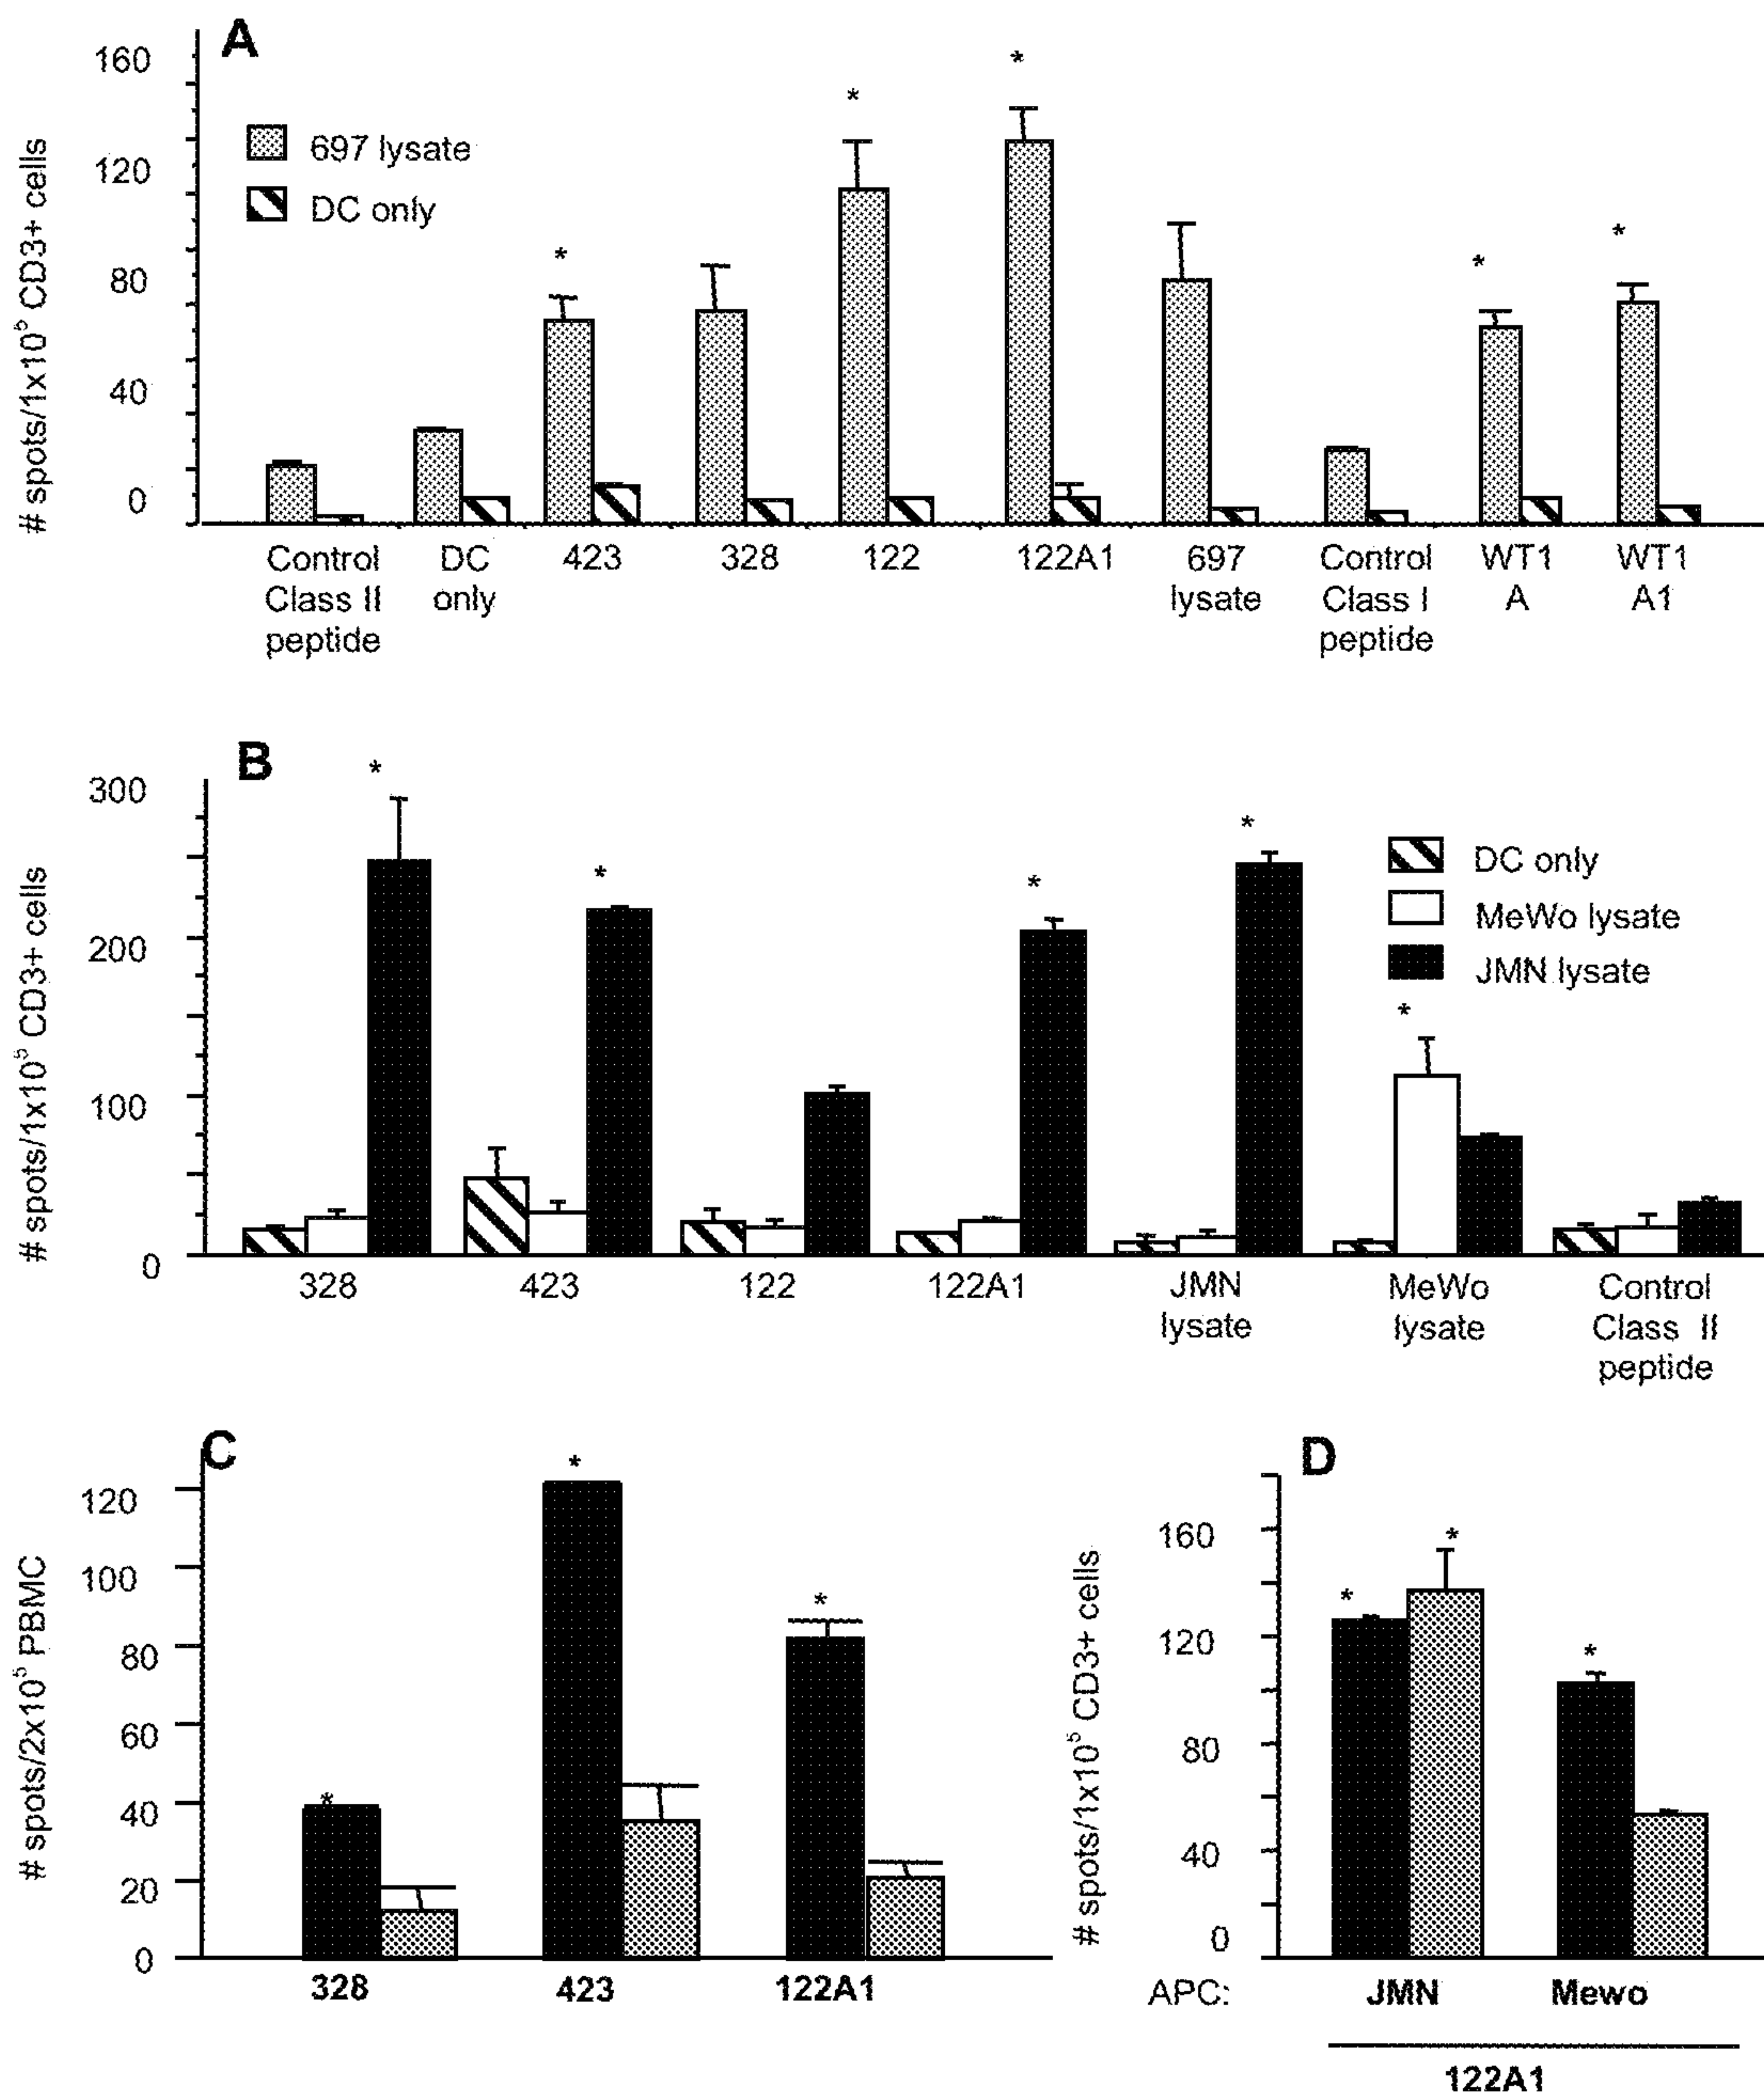 A
160
120
80
40
0
# spots/1x10⁵ CD3+ cells
697 lysate
DC only
*
*
*
*
*
Control DC 423 328 122 122A1 697 Control WT1 WT1
Class II only lysate Class I A A1
peptide peptide
B
300
200
100
0
# spots/1x10⁵ CD3+ cells
DC only
MeWo lysate
JMN lysate
*
*
*
*
*
328 423 122 122A1 JMN MeWo Control
lysate lysate Class II
peptide
C
120
100
80
60
40
20
0
# spots/2x10⁵ PBMC
*
*
*
328 423 122A1
D
160
120
80
40
0
# spots/1x10⁵ CD3+ cells
*
*
*
APC: JMN Mewo
122A1